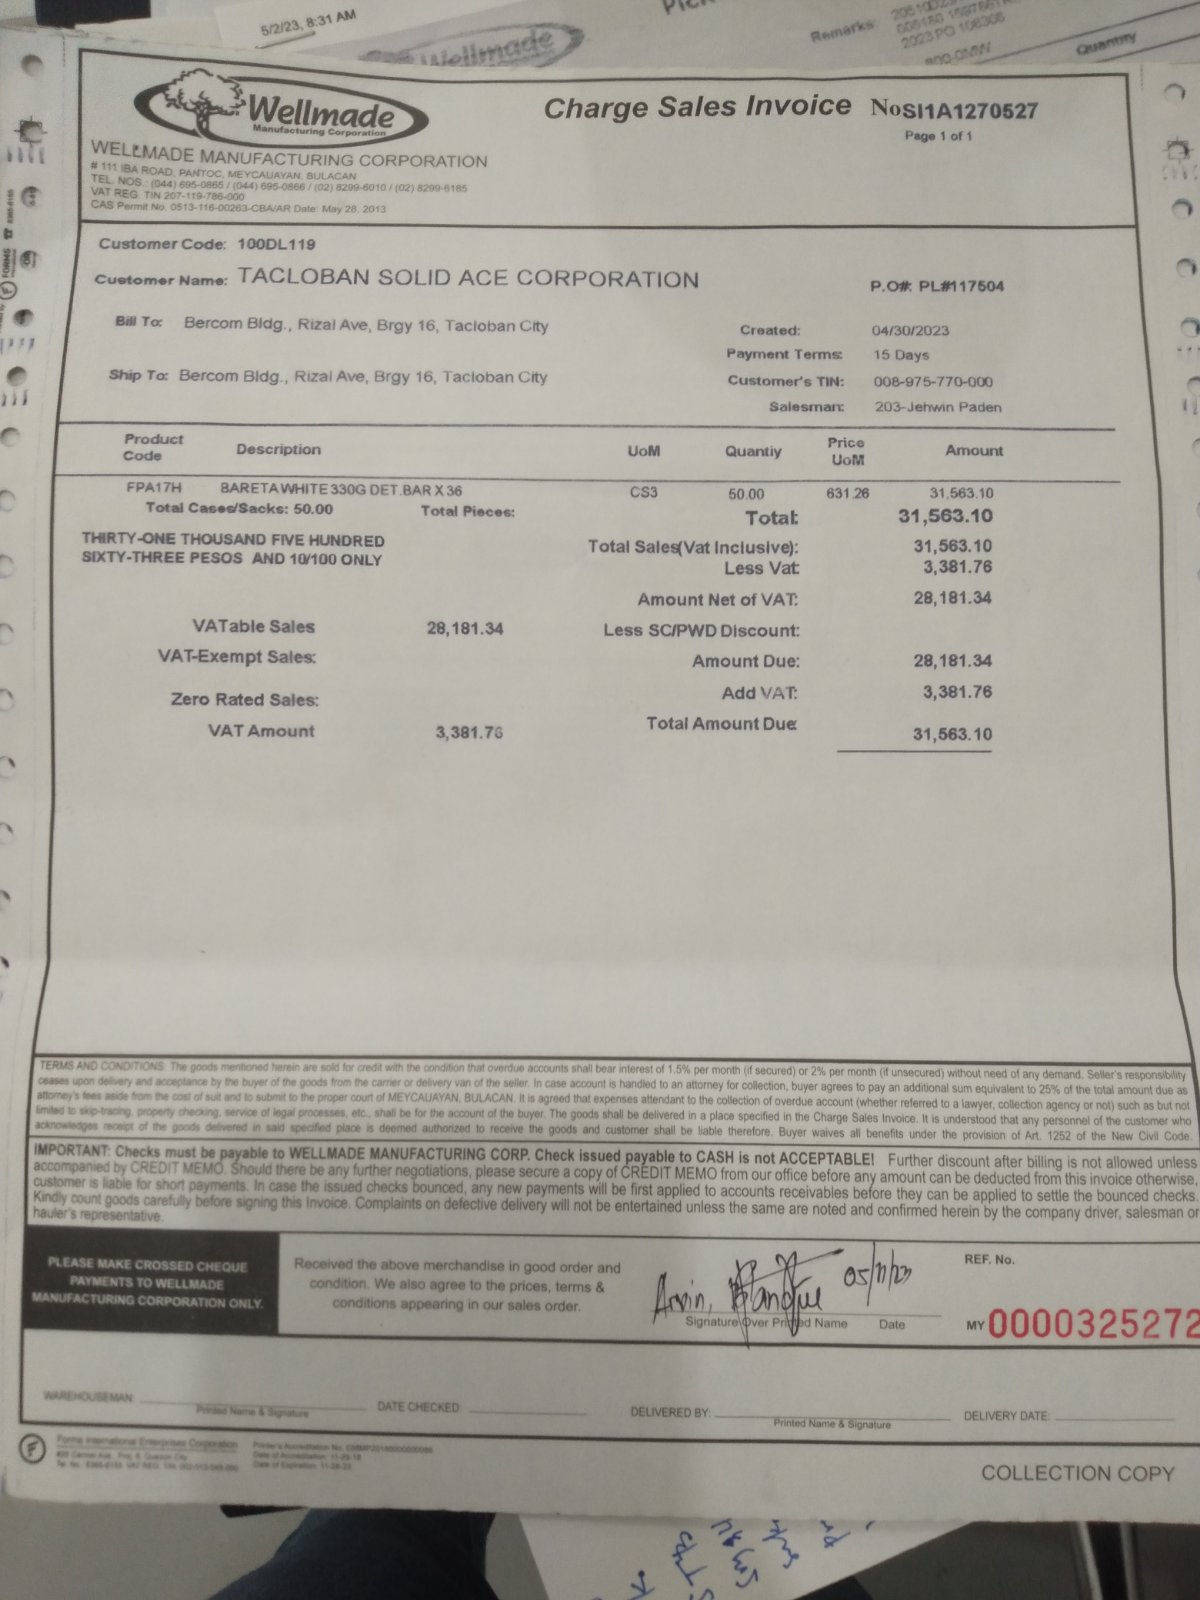 5/2/23, 8:31 AM
Wellmade
Remarks:
2023 PO 108308
Quantity
Wellmade
Manufacturing Corporation
Charge Sales Invoice NoSI1A1270527
Page 1 of 1
WELLMADE MANUFACTURING CORPORATION
# 111 IBA ROAD, PANTOC, MEYCAUAYAN, BULACAN
TEL. NOS.: (044) 695-0865 / (044) 695-0866 / (02) 8299-6010 / (02) 8299-6185
VAT REG. TIN 207-119-786-000
CAS Permit No. 0513-116-00263-CBA/AR Date: May 28, 2013
Customer Code: 100DL119
Customer Name: TACLOBAN SOLID ACE CORPORATION
P.O#: PL#117504
Bill To: Bercom Bldg., Rizal Ave, Brgy 16, Tacloban City
Created: 04/30/2023
Payment Terms: 15 Days
Ship To: Bercom Bldg., Rizal Ave, Brgy 16, Tacloban City
Customer's TIN: 008-975-770-000
Salesman: 203-Jehwin Paden
Product Code Description UoM Quantiy Price UoM Amount
FPA17H BARETA WHITE 330G DET.BAR X 36 CS3 50.00 631.26 31,563.10
Total Cases/Sacks: 50.00 Total Pieces: Total: 31,563.10
THIRTY-ONE THOUSAND FIVE HUNDRED
SIXTY-THREE PESOS AND 10/100 ONLY
Total Sales(Vat Inclusive): 31,563.10
Less Vat: 3,381.76
Amount Net of VAT: 28,181.34
VATable Sales 28,181.34 Less SC/PWD Discount:
VAT-Exempt Sales: Amount Due: 28,181.34
Zero Rated Sales: Add VAT: 3,381.76
VAT Amount 3,381.76 Total Amount Due: 31,563.10
TERMS AND CONDITIONS: The goods mentioned herein are sold for credit with the condition that overdue accounts shall bear interest of 1.5% per month (if secured) or 2% per month (if unsecured) without need of any demand. Seller's responsibility
ceases upon delivery and acceptance by the buyer of the goods from the carrier or delivery van of the seller. In case account is handled to an attorney for collection, buyer agrees to pay an additional sum equivalent to 25% of the total amount due as
attorney's fees aside from the cost of suit and to submit to the proper court of MEYCAUAYAN, BULACAN. It is agreed that expenses attendant to the collection of overdue account (whether referred to a lawyer, collection agency or not) such as but not
limited to skip-tracing, property checking, service of legal processes, etc., shall be for the account of the buyer. The goods shall be delivered in a place specified in the Charge Sales Invoice. It is understood that any personnel of the customer who
acknowledges receipt of the goods delivered in said specified place is deemed authorized to receive the goods and customer shall be liable therefore. Buyer waives all benefits under the provision of Art. 1252 of the New Civil Code.
IMPORTANT: Checks must be payable to WELLMADE MANUFACTURING CORP. Check issued payable to CASH is not ACCEPTABLE! Further discount after billing is not allowed unless
accompanied by CREDIT MEMO. Should there be any further negotiations, please secure a copy of CREDIT MEMO from our office before any amount can be deducted from this invoice otherwise,
customer is liable for short payments. In case the issued checks bounced, any new payments will be first applied to accounts receivables before they can be applied to settle the bounced checks.
Kindly count goods carefully before signing this Invoice. Complaints on defective delivery will not be entertained unless the same are noted and confirmed herein by the company driver, salesman or
hauler's representative.
PLEASE MAKE CROSSED CHEQUE
PAYMENTS TO WELLMADE
MANUFACTURING CORPORATION ONLY.
Received the above merchandise in good order and
condition. We also agree to the prices, terms &
conditions appearing in our sales order.
Arvin,
Signature Over Printed Name Date
REF. No.
MY 0000325272
WAREHOUSEMAN: DATE CHECKED: DELIVERED BY: DELIVERY DATE:
Printed Name & Signature Printed Name & Signature
Forms International Enterprises Corporation
COLLECTION COPY